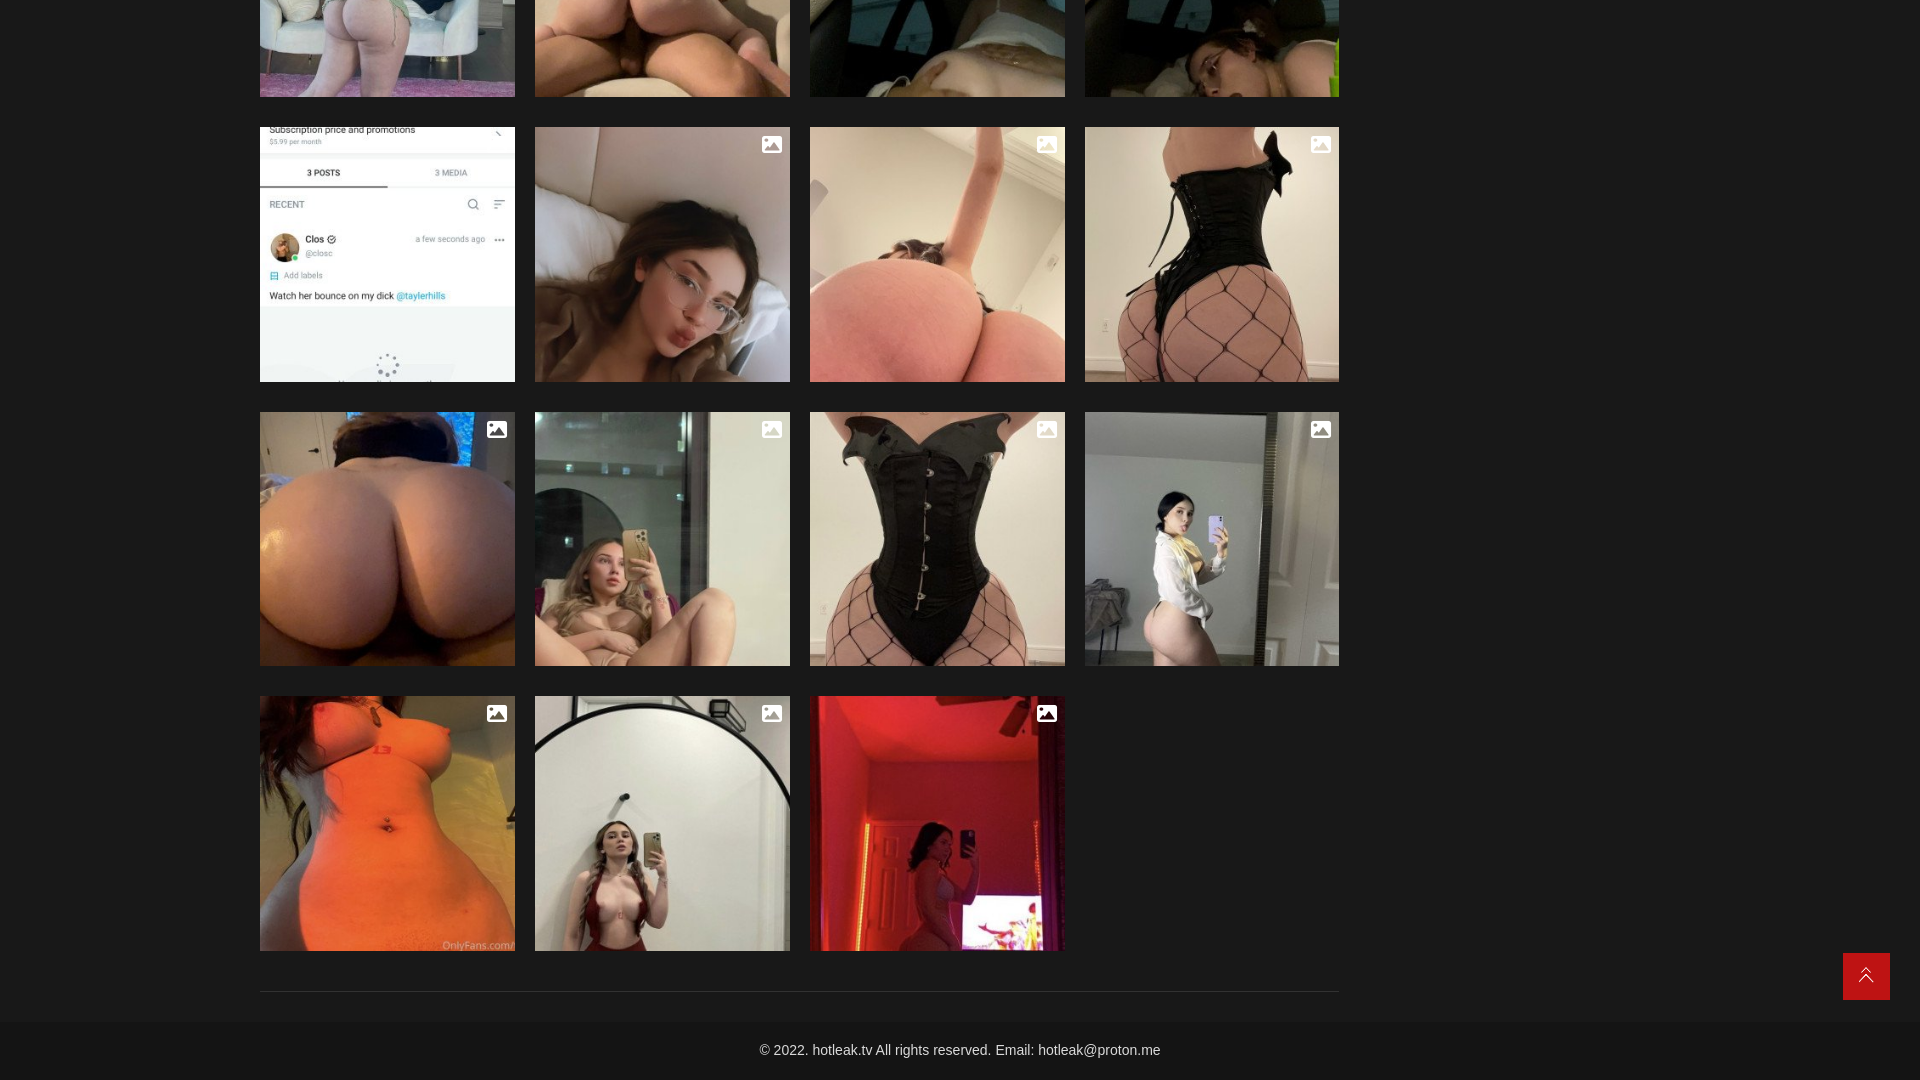 Subscription price and promotions
$5.99 per month
3 POSTS
3 MEDIA
RECENT
Clos
a few seconds ago
@closc
Add labels
Watch her bounce on my dick @taylerhills
OnlyFans.com/
© 2022. hotleak.tv All rights reserved. Email: hotleak@proton.me